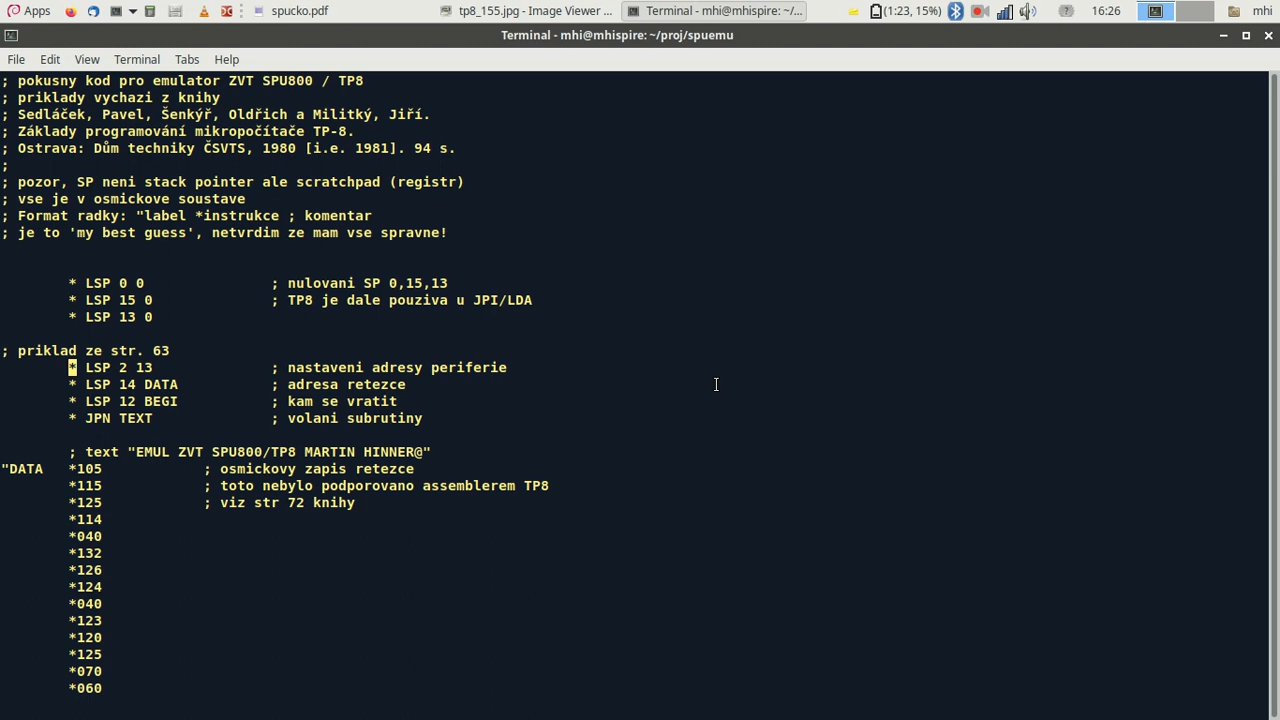 Apps spucko.pdf tp8_155.jpg - Image Viewer ... Terminal - mhi@mhispire: ~/... (1:23, 15%) 16:26 mhi
Terminal - mhi@mhispire: ~/proj/spuemu
File Edit View Terminal Tabs Help
; pokusny kod pro emulator ZVT SPU800 / TP8
; priklady vychazi z knihy
; Sedláček, Pavel, Šenkýř, Oldřich a Militký, Jiří.
; Základy programování mikropočítače TP-8.
; Ostrava: Dům techniky ČSVTS, 1980 [i.e. 1981]. 94 s.
;
; pozor, SP neni stack pointer ale scratchpad (registr)
; vse je v osmickove soustave
; Format radky: "label *instrukce ; komentar
; je to 'my best guess', netvrdim ze mam vse spravne!
* LSP 0 0 ; nulovani SP 0,15,13
* LSP 15 0 ; TP8 je dale pouziva u JPI/LDA
* LSP 13 0
; priklad ze str. 63
* LSP 2 13 ; nastaveni adresy periferie
* LSP 14 DATA ; adresa retezce
* LSP 12 BEGI ; kam se vratit
* JPN TEXT ; volani subrutiny
; text "EMUL ZVT SPU800/TP8 MARTIN HINNER@"
"DATA *105 ; osmickovy zapis retezce
*115 ; toto nebylo podporovano assemblerem TP8
*125 ; viz str 72 knihy
*114
*040
*132
*126
*124
*040
*123
*120
*125
*070
*060